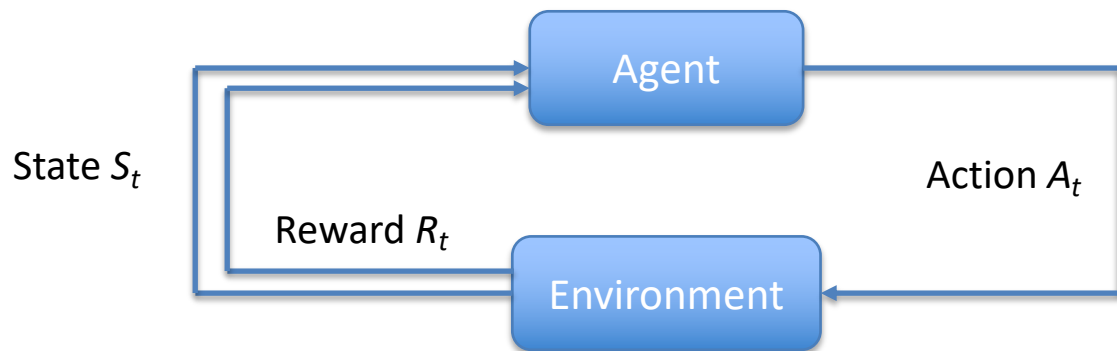 Agent
State Sₜ
Action Aₜ
Reward Rₜ
Environment